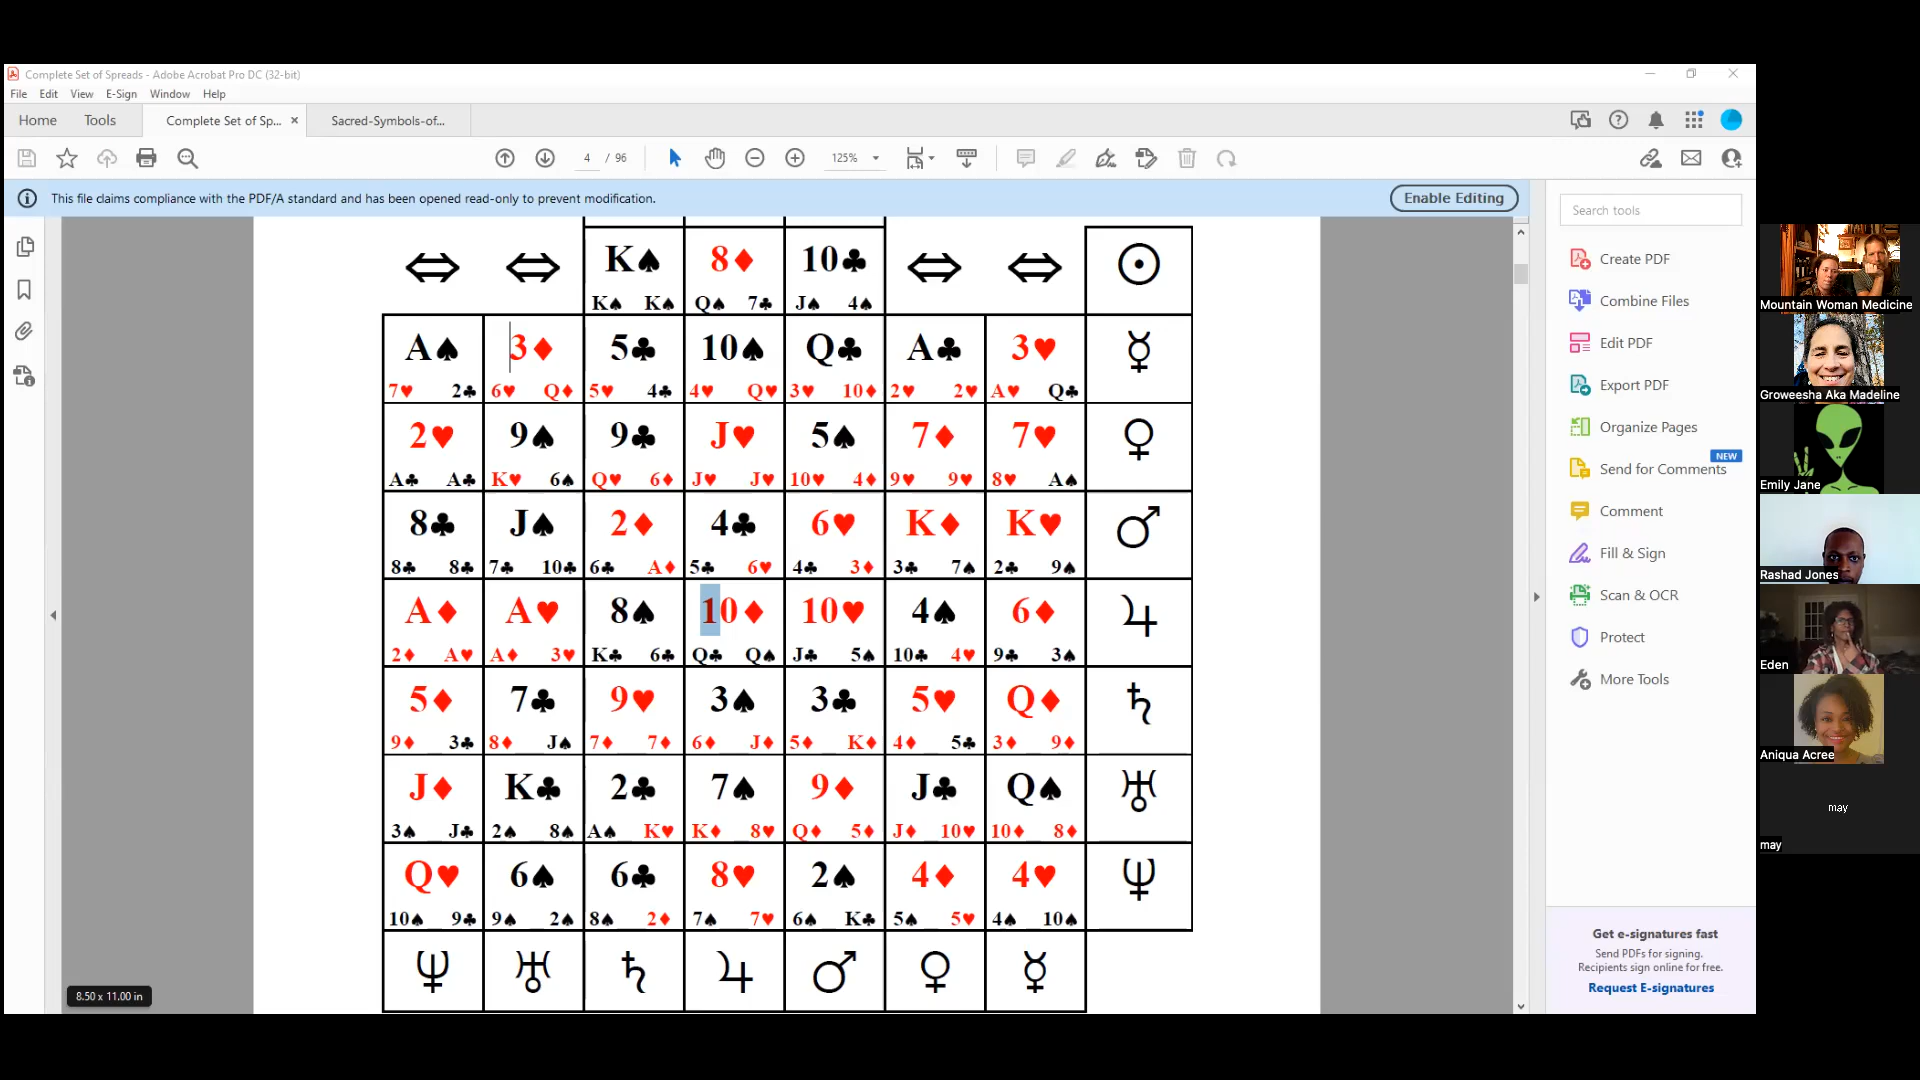 Complete Set of Spreads - Adobe Acrobat Pro DC (32-bit)
File Edit View E-Sign Window Help
Home Tools Complete Set of Sp... × Sacred-Symbols-of...
4 / 96 125%
This file claims compliance with the PDF/A standard and has been opened read-only to prevent modification. Enable Editing
K♠ 8♦ 10♣ ☉
K♠ K♠ Q♠ 7♣ J♠ 4♠
A♠ 3♦ 5♣ 10♠ Q♣ A♣ 3♥ ☿
7♥ 2♣ 6♥ Q♦ 5♥ 4♣ 4♥ Q♥ 3♥ 10♦ 2♥ 2♥ A♥ Q♣
2♥ 9♠ 9♣ J♥ 5♠ 7♦ 7♥ ♀
A♣ A♣ K♥ 6♠ Q♥ 6♦ J♥ J♥ 10♥ 4♦ 9♥ 9♥ 8♥ A♠
8♣ J♠ 2♦ 4♣ 6♥ K♦ K♥ ♂
8♣ 8♣ 7♣ 10♣ 6♣ A♦ 5♣ 6♥ 4♣ 3♦ 3♣ 7♠ 2♣ 9♠
A♦ A♥ 8♠ 10♦ 10♥ 4♠ 6♦ ♃
2♦ A♥ A♦ 3♥ K♣ 6♣ Q♣ Q♠ J♣ 5♠ 10♣ 4♥ 9♣ 3♠
5♦ 7♣ 9♥ 3♠ 3♣ 5♥ Q♦ ♄
9♦ 3♣ 8♦ J♠ 7♦ 7♦ 6♦ J♦ 5♦ K♦ 4♦ 5♣ 3♦ 9♦
J♦ K♣ 2♣ 7♠ 9♦ J♣ Q♠ ♅
3♠ J♣ 2♠ 8♠ A♠ K♥ K♦ 8♥ Q♦ 5♦ J♦ 10♥ 10♦ 8♦
Q♥ 6♠ 6♣ 8♥ 2♠ 4♦ 4♥ ♆
10♠ 9♣ 9♠ 2♠ 8♠ 2♦ 7♠ 7♥ 6♠ K♣ 5♠ 5♥ 4♠ 10♠
♆ ♅ ♄ ♃ ♂ ♀ ☿
8.50 x 11.00 in
Search tools
Create PDF
Combine Files
Edit PDF
Export PDF
Organize Pages
NEW
Send for Comments
Comment
Fill & Sign
Scan & OCR
Protect
More Tools
Get e-signatures fast
Send PDFs for signing.
Recipients sign online for free.
Request E-signatures
Mountain Woman Medicine
Groweesha Aka Madeline
Emily Jane
Rashad Jones
Eden
Aniqua Acree
may
may